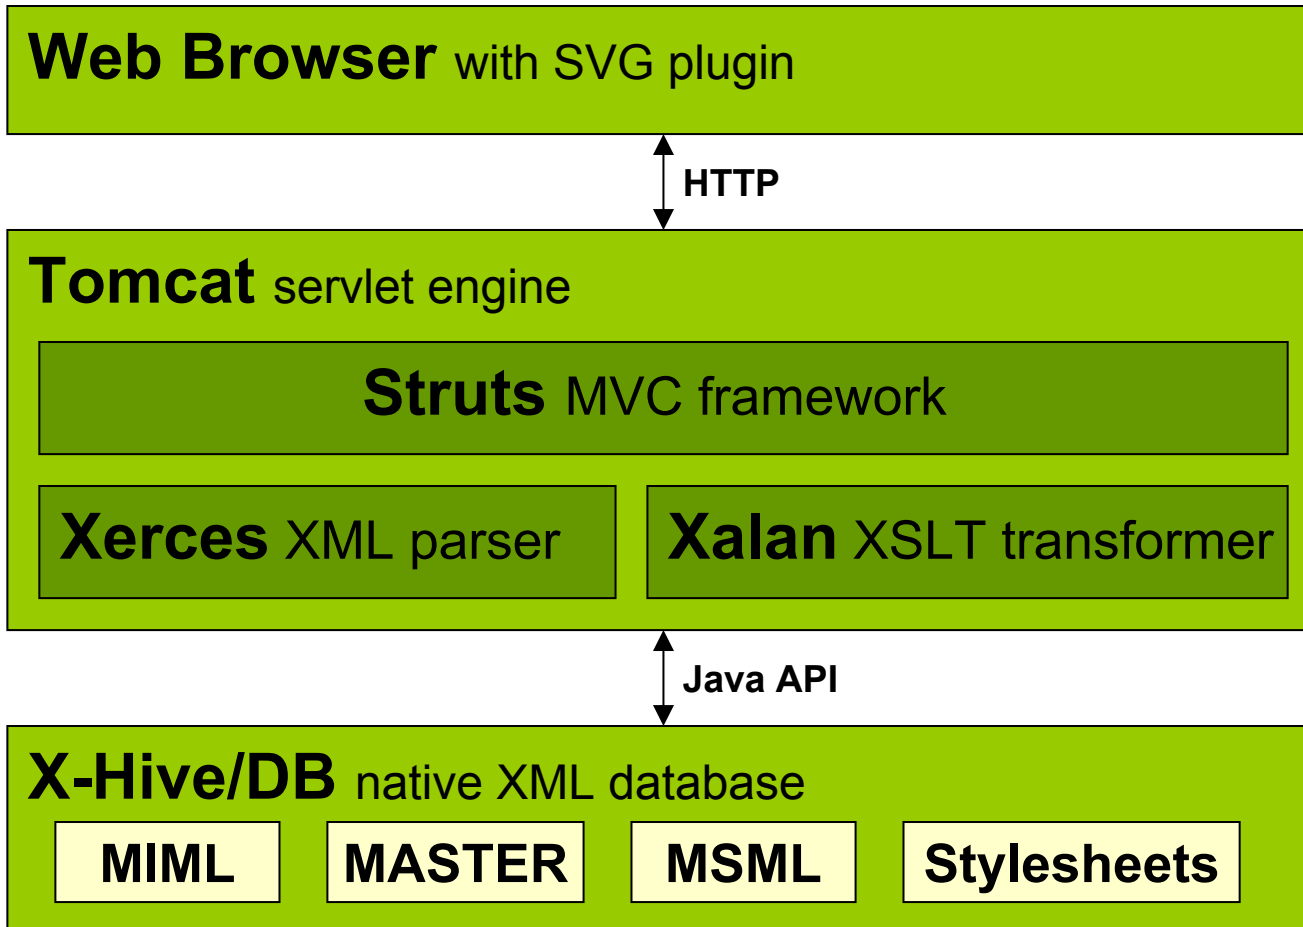 Web Browser with SVG plugin
HTTP
Tomcat servlet engine
Struts MVC framework
Xerces XML parser
Xalan XSLT transformer
Java API
X-Hive/DB native XML database
MIML
MASTER
MSML
Stylesheets